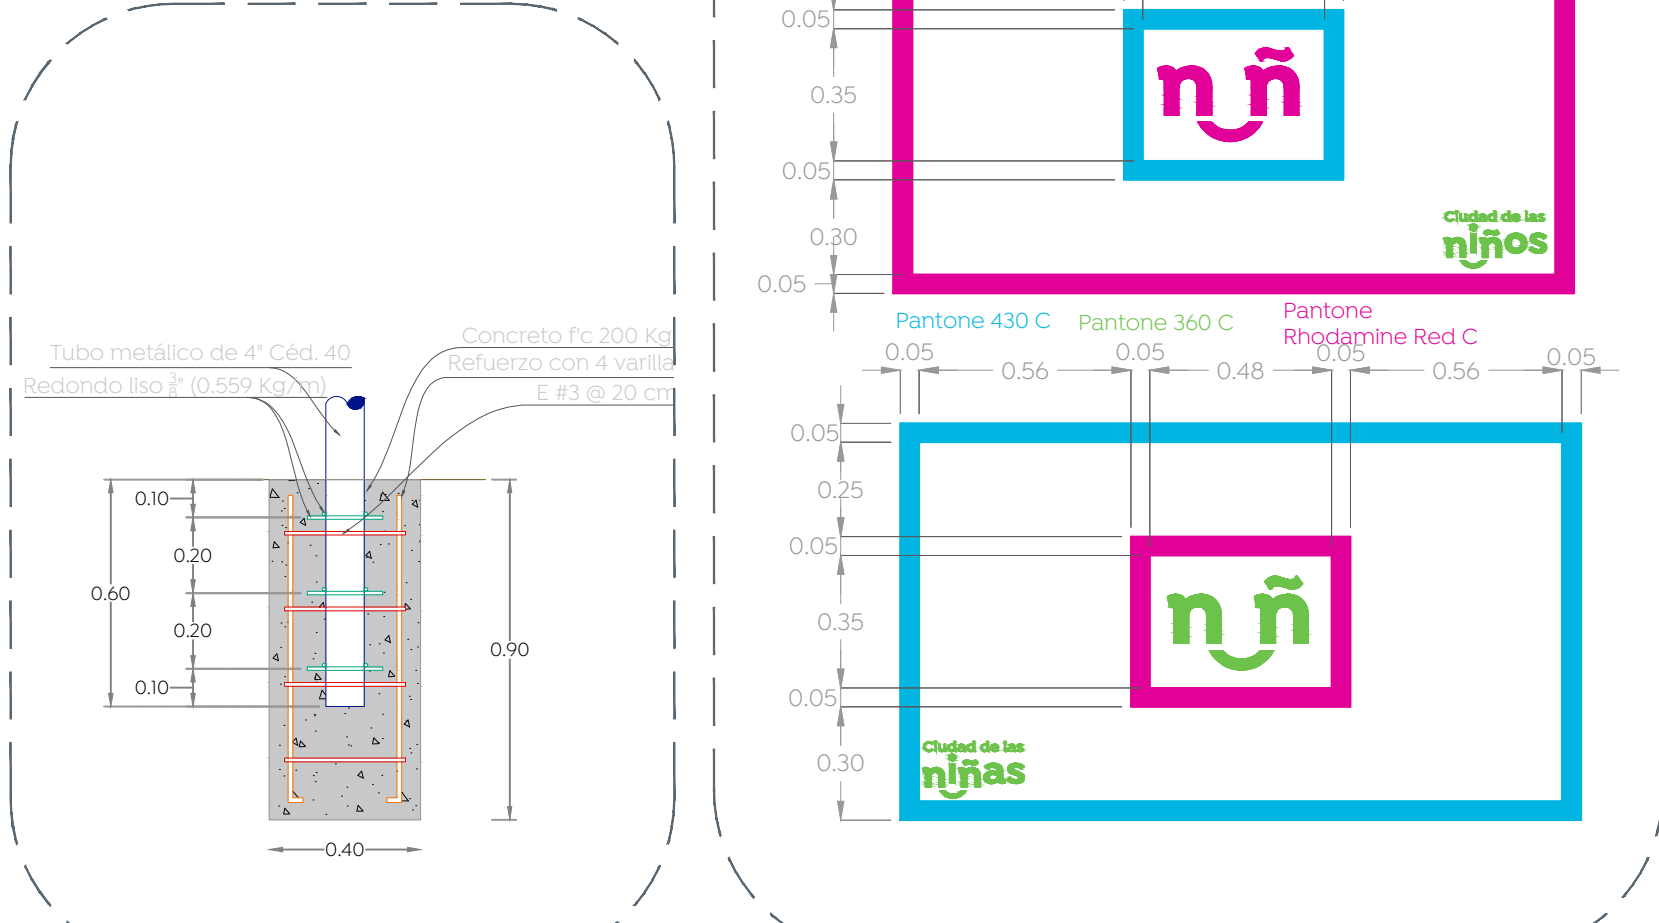 Tubo metálico de 4" Céd. 40
Redondo liso 3/8" (0.559 Kg/m)
Concreto f'c 200 Kg
Refuerzo con 4 varilla
E #3 @ 20 cm
0.10
0.20
0.60
0.20
0.10
0.90
0.40
0.05
0.35
0.05
0.30
0.05
nñ
Ciudad de las
niños
Pantone 430 C
Pantone 360 C
Pantone
Rhodamine Red C
0.05
0.56
0.05
0.48
0.05
0.56
0.05
0.05
0.25
0.05
0.35
0.05
0.30
nñ
Ciudad de las
niñas